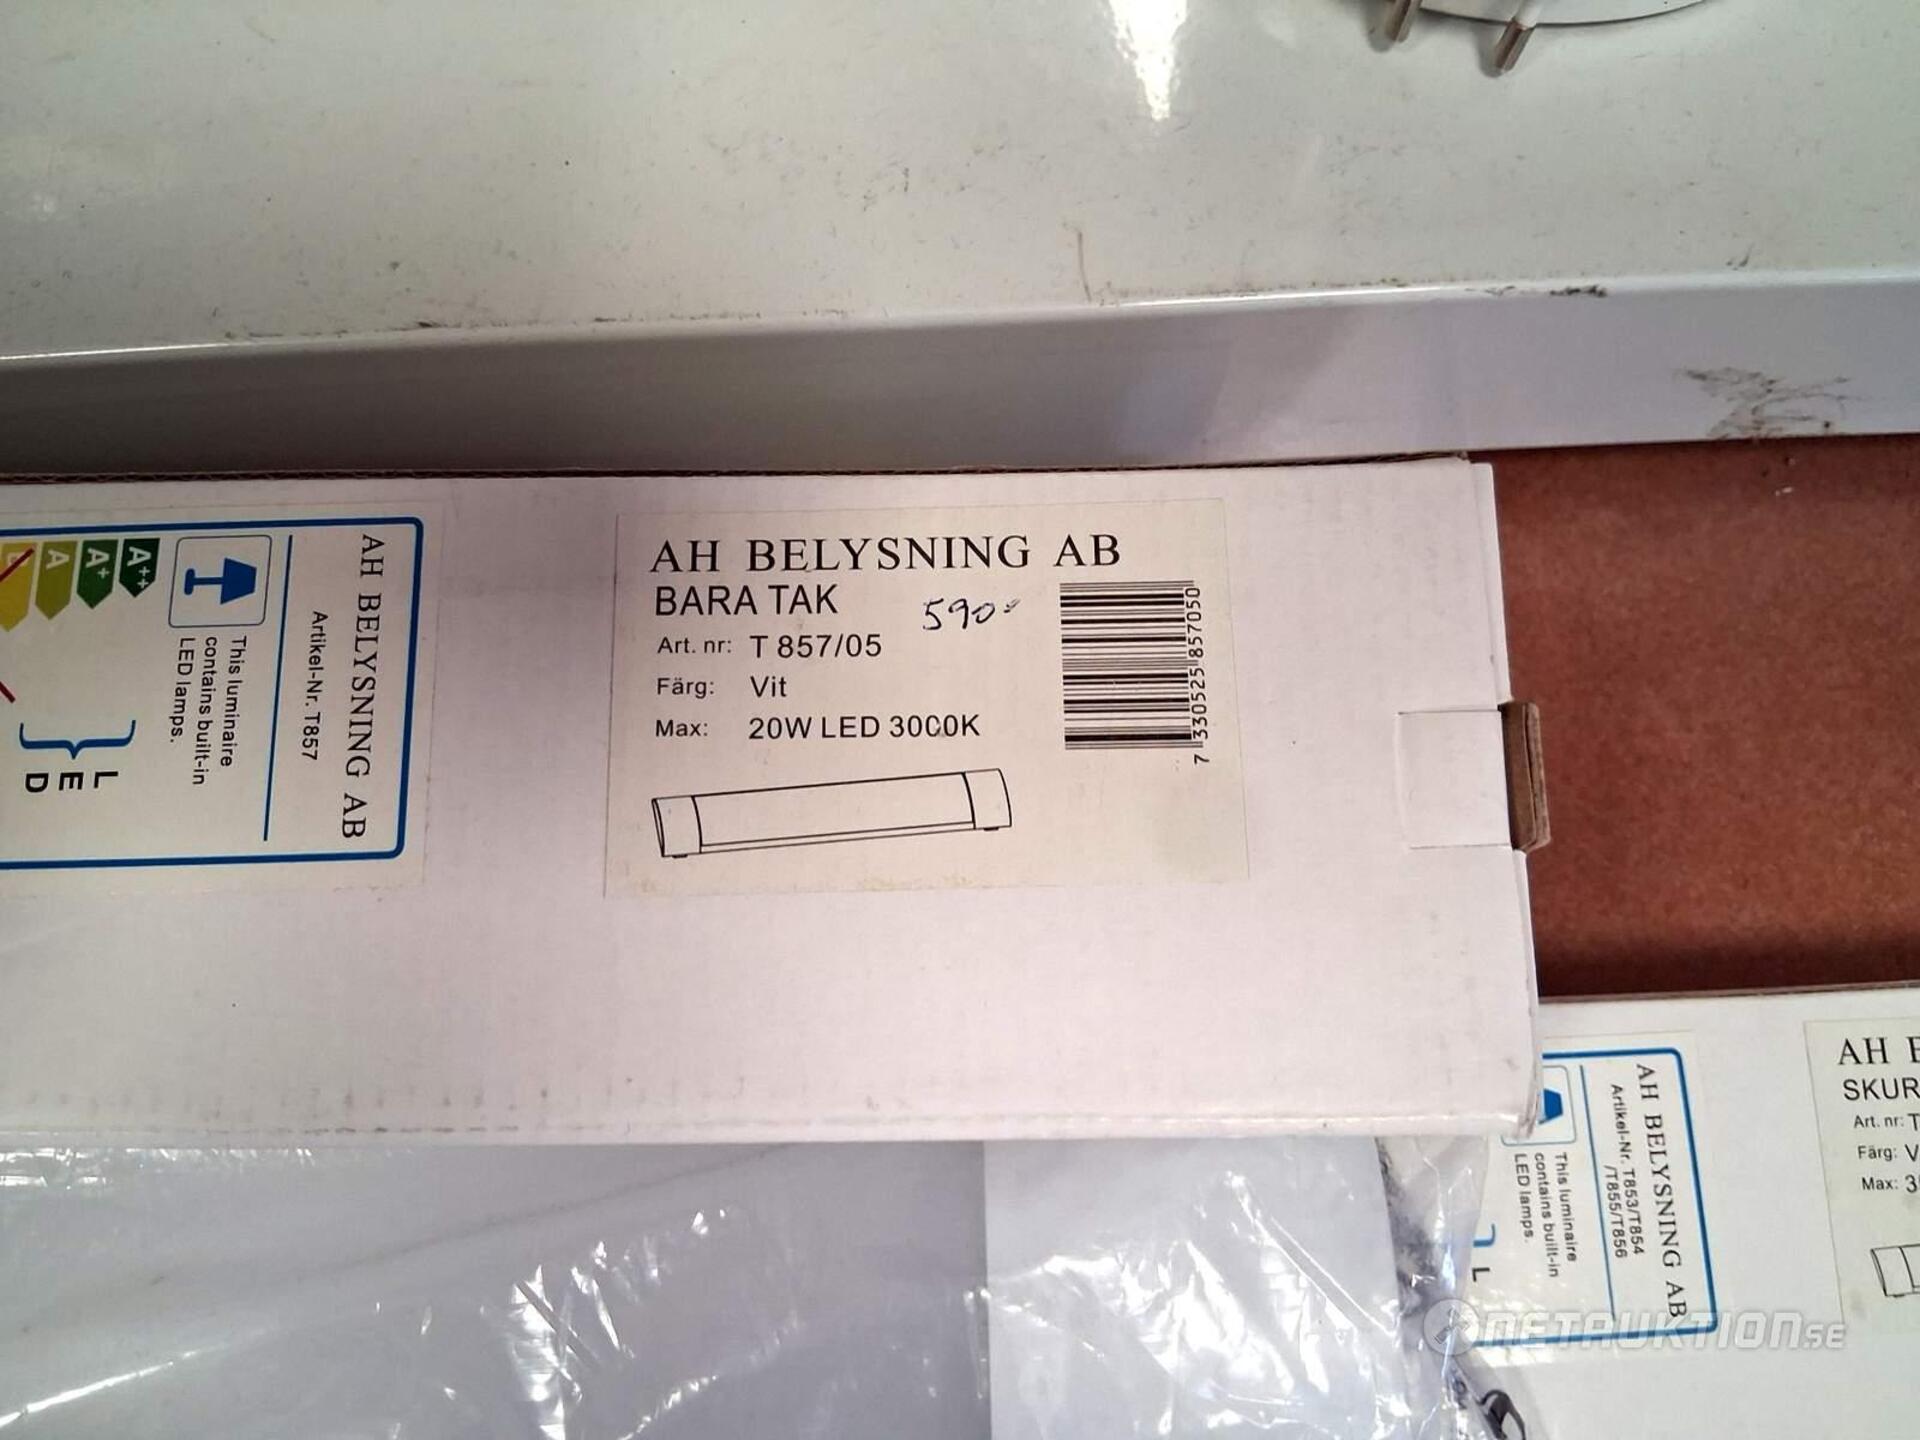 AH BELYSNING AB
BARA TAK
590:-
Art. nr: T 857/05
Färg: Vit
Max: 20W LED 3000K
7 330525 857050
AH BELYSNING AB
Artikel-Nr. T857
This luminaire
contains built-in
LED lamps.
A++
A+
A
L
E
D
AH BELYSNING AB
Artikel-Nr. T853/T854
/T855/T856
This luminaire
contains built-in
LED lamps.
L
AH
SKUR
Art. nr: T
Färg: V
Max: 3
NETAUKTION.SE